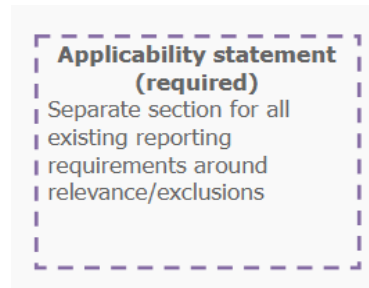 Applicability statement
(required)
Separate section for all
existing reporting
requirements around
relevance/exclusions